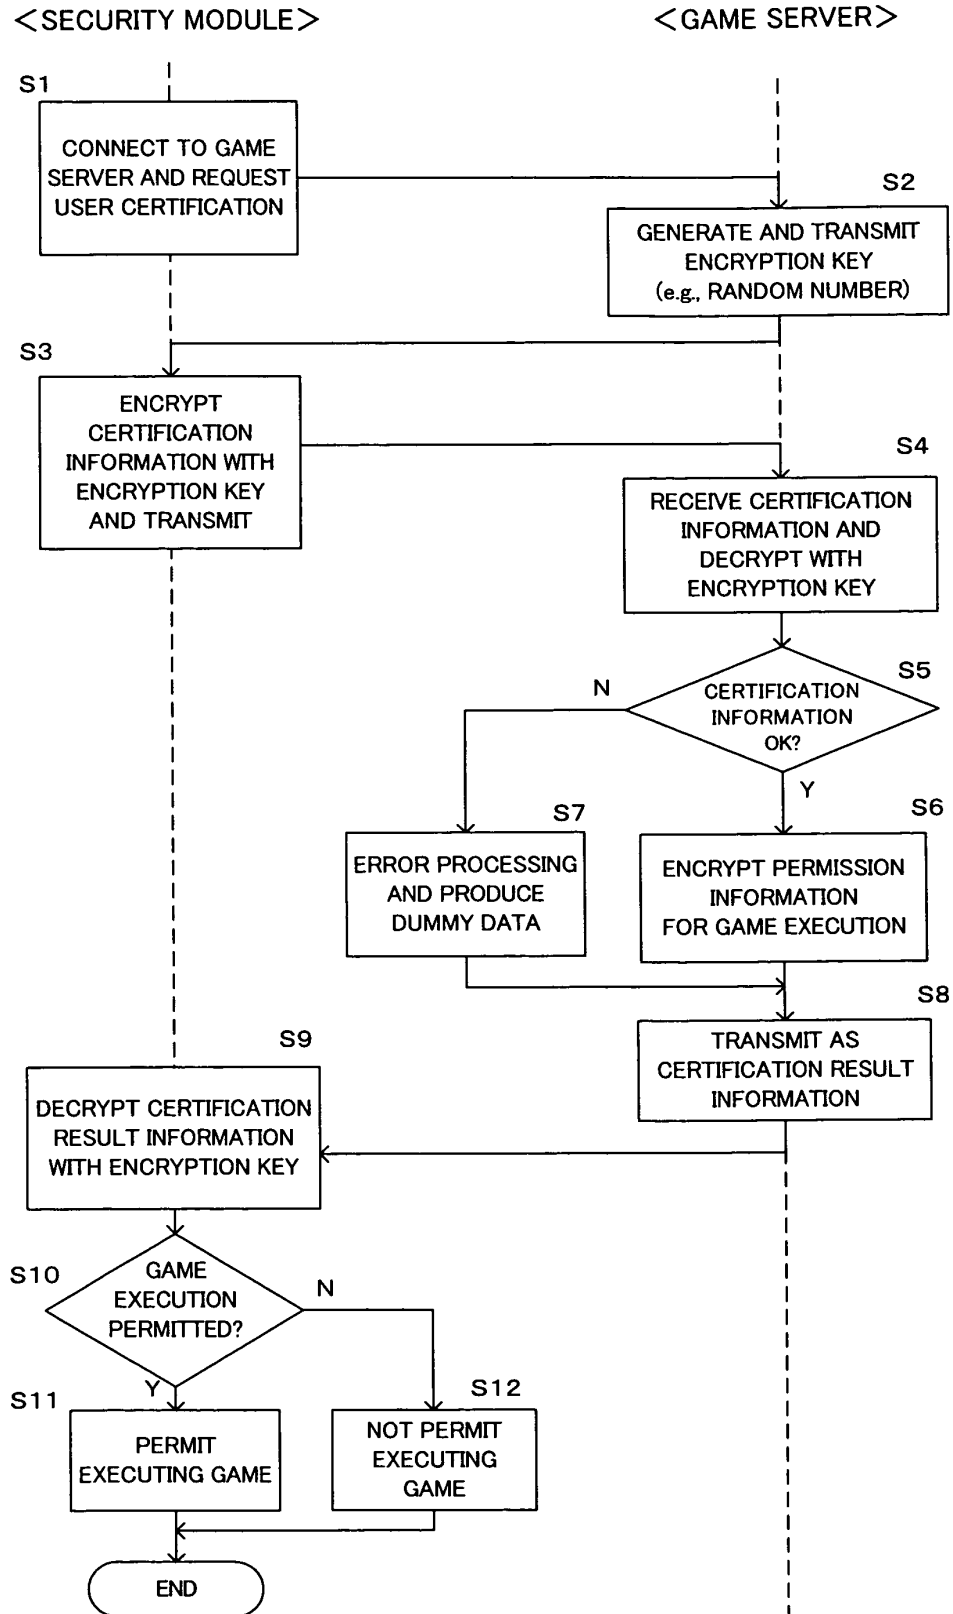 <SECURITY MODULE>
<GAME SERVER>
S1
CONNECT TO GAME
SERVER AND REQUEST
USER CERTIFICATION
S2
GENERATE AND TRANSMIT
ENCRYPTION KEY
(e.g., RANDOM NUMBER)
S3
ENCRYPT
CERTIFICATION
INFORMATION WITH
ENCRYPTION KEY
AND TRANSMIT
S4
RECEIVE CERTIFICATION
INFORMATION AND
DECRYPT WITH
ENCRYPTION KEY
S5
CERTIFICATION
INFORMATION
OK?
N
Y
S7
ERROR PROCESSING
AND PRODUCE
DUMMY DATA
S6
ENCRYPT PERMISSION
INFORMATION
FOR GAME EXECUTION
S8
TRANSMIT AS
CERTIFICATION RESULT
INFORMATION
S9
DECRYPT CERTIFICATION
RESULT INFORMATION
WITH ENCRYPTION KEY
S10
GAME
EXECUTION
PERMITTED?
N
Y
S11
PERMIT
EXECUTING GAME
S12
NOT PERMIT
EXECUTING
GAME
END